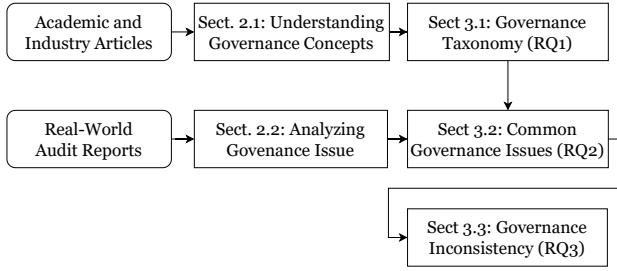 Academic and
Industry Articles
Sect. 2.1: Understanding
Governance Concepts
Sect 3.1: Governance
Taxonomy (RQ1)
Real-World
Audit Reports
Sect. 2.2: Analyzing
Govenance Issue
Sect 3.2: Common
Governance Issues (RQ2)
Sect 3.3: Governance
Inconsistency (RQ3)